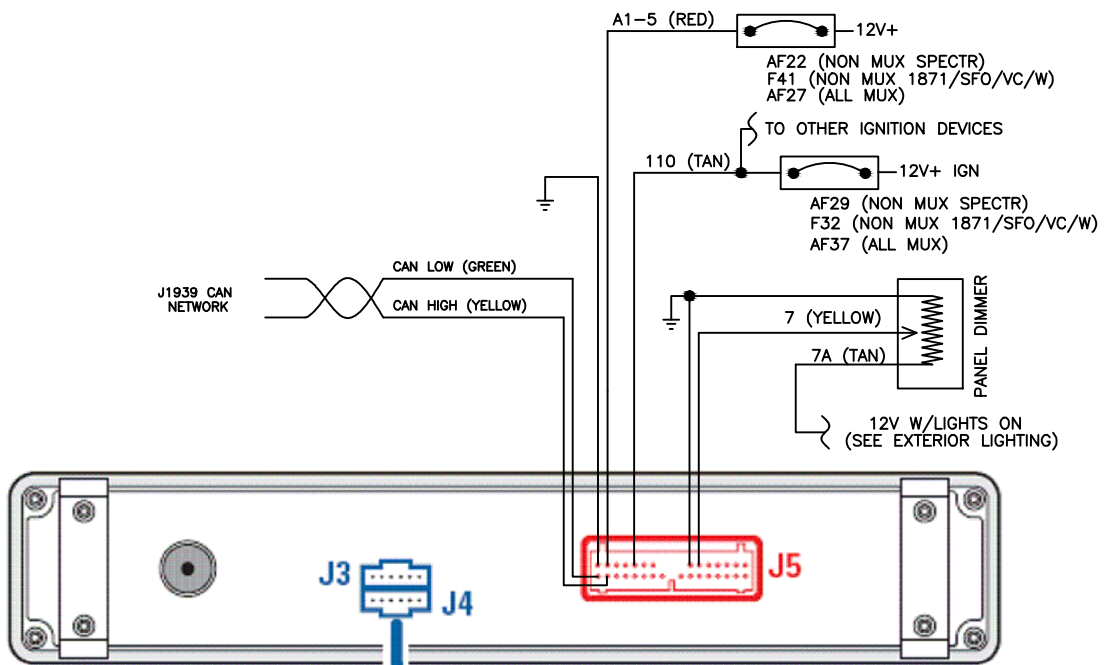 A1-5 (RED)
12V+
AF22 (NON MUX SPECTR)
F41 (NON MUX 1871/SFO/VC/W)
AF27 (ALL MUX)
TO OTHER IGNITION DEVICES
110 (TAN)
12V+ IGN
AF29 (NON MUX SPECTR)
F32 (NON MUX 1871/SFO/VC/W)
AF37 (ALL MUX)
CAN LOW (GREEN)
J1939 CAN
NETWORK
CAN HIGH (YELLOW)
7 (YELLOW)
7A (TAN)
PANEL DIMMER
12V W/LIGHTS ON
(SEE EXTERIOR LIGHTING)
J3
J4
J5